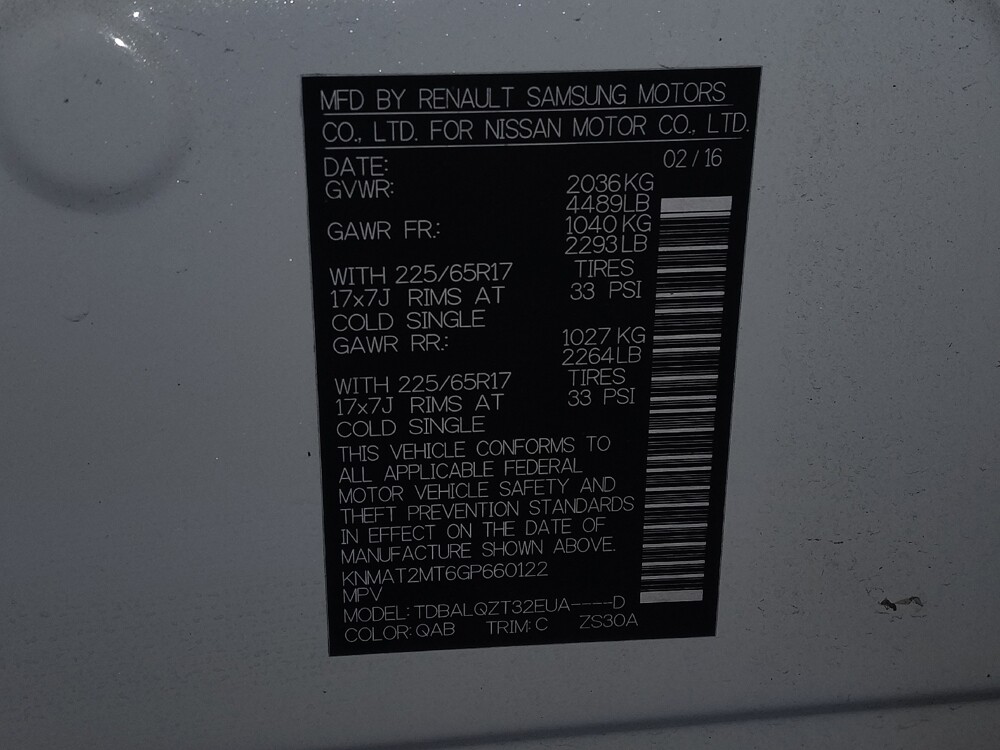 MFD BY RENAULT SAMSUNG MOTORS
CO., LTD. FOR NISSAN MOTOR CO., LTD.
DATE: 02 / 16
GVWR: 2036 KG
4489 LB
GAWR FR.: 1040 KG
2293 LB
WITH 225/65R17 TIRES
17x7J RIMS AT 33 PSI
COLD SINGLE
GAWR RR.: 1027 KG
2264 LB
WITH 225/65R17 TIRES
17x7J RIMS AT 33 PSI
COLD SINGLE
THIS VEHICLE CONFORMS TO
ALL APPLICABLE FEDERAL
MOTOR VEHICLE SAFETY AND
THEFT PREVENTION STANDARDS
IN EFFECT ON THE DATE OF
MANUFACTURE SHOWN ABOVE.
KNMAT2MT6GP660122
MPV
MODEL: TDBALQZT32EUA----D
COLOR: QAB TRIM: C ZS30A